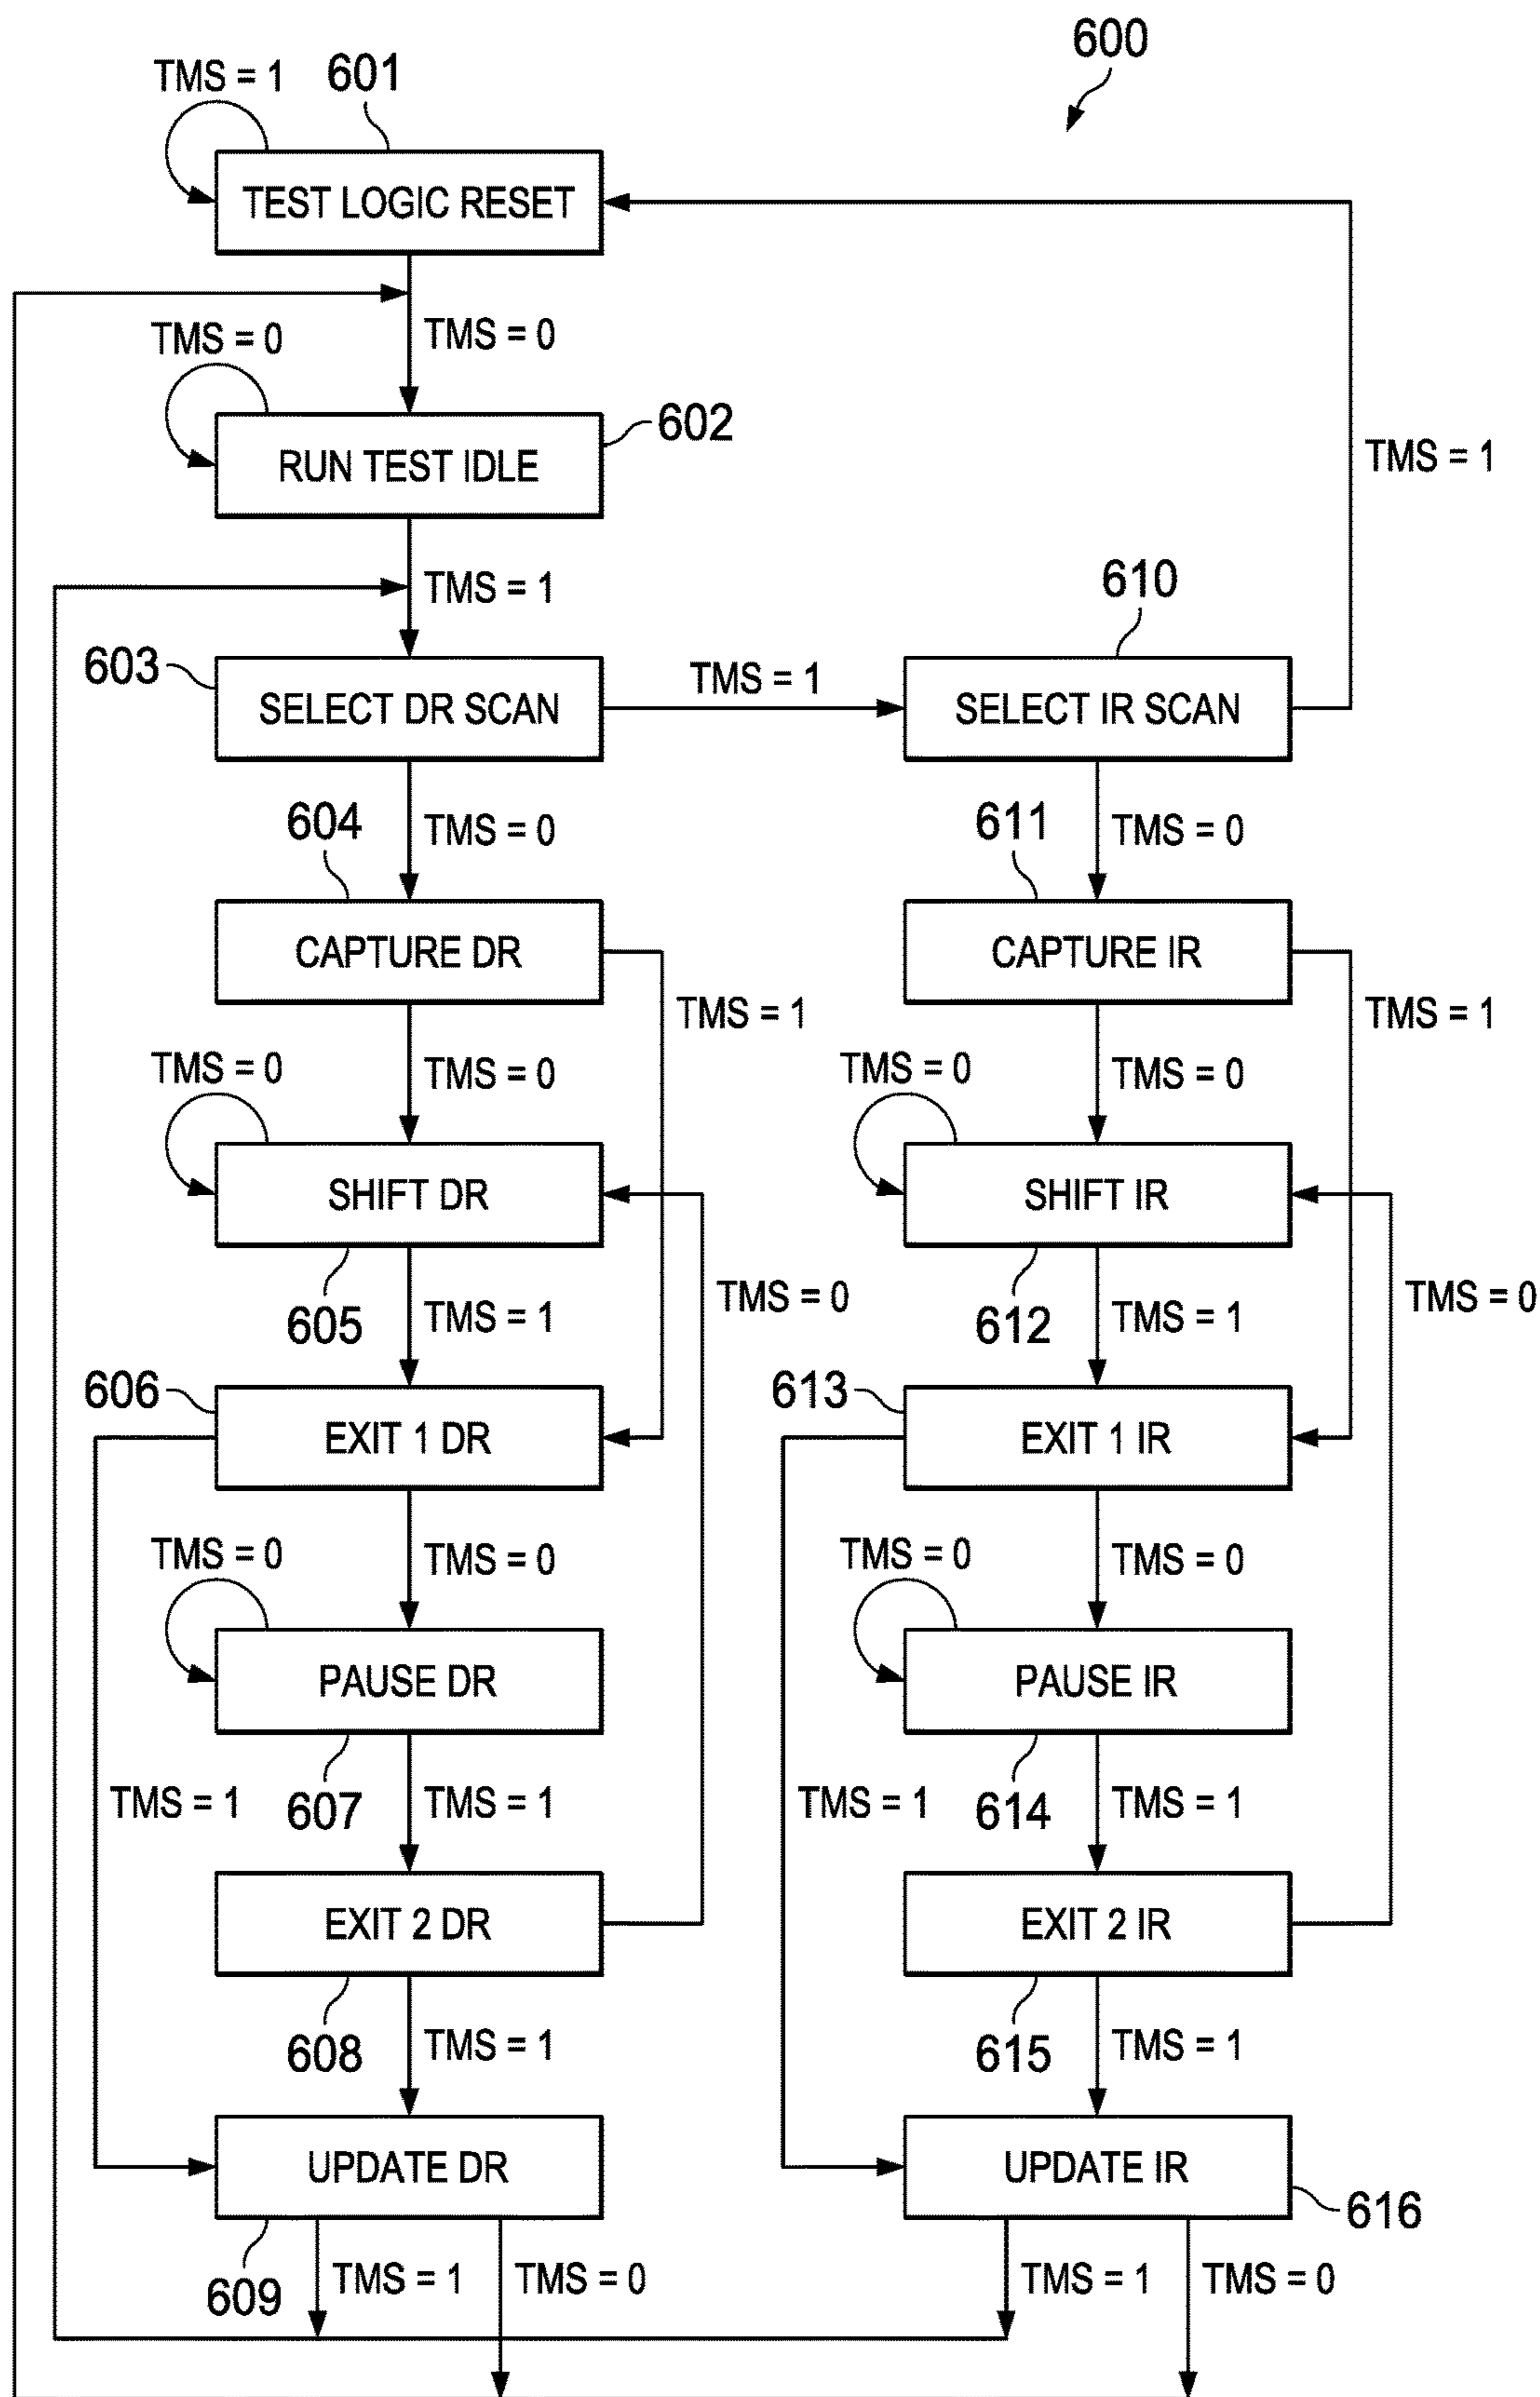 600
TMS = 1
601
TEST LOGIC RESET
TMS = 0
TMS = 0
RUN TEST IDLE
602
TMS = 1
TMS = 1
603
SELECT DR SCAN
TMS = 1
610
SELECT IR SCAN
604
TMS = 0
611
TMS = 0
CAPTURE DR
CAPTURE IR
TMS = 1
TMS = 1
TMS = 0
TMS = 0
TMS = 0
TMS = 0
SHIFT DR
SHIFT IR
605
TMS = 1
TMS = 0
612
TMS = 1
TMS = 0
606
EXIT 1 DR
613
EXIT 1 IR
TMS = 0
TMS = 0
TMS = 0
TMS = 0
PAUSE DR
PAUSE IR
TMS = 1
607
TMS = 1
TMS = 1
614
TMS = 1
EXIT 2 DR
EXIT 2 IR
608
TMS = 1
615
TMS = 1
UPDATE DR
UPDATE IR
616
609
TMS = 1
TMS = 0
TMS = 1
TMS = 0